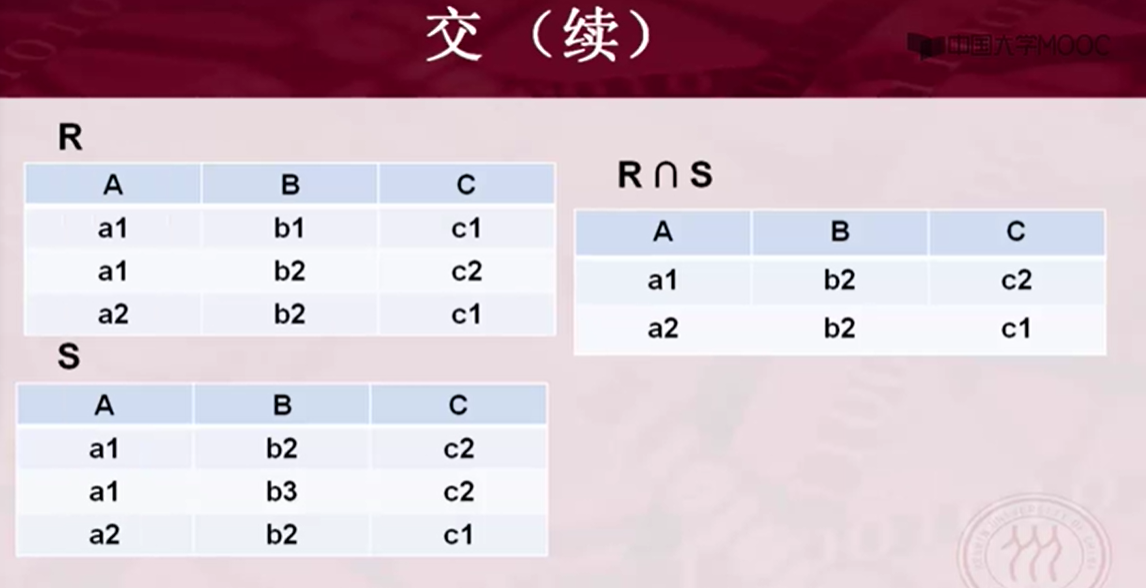 交 （续）
中国大学MOOC
R
A B C
a1 b1 c1
a1 b2 c2
a2 b2 c1
S
A B C
a1 b2 c2
a1 b3 c2
a2 b2 c1
R ∩ S
A B C
a1 b2 c2
a2 b2 c1